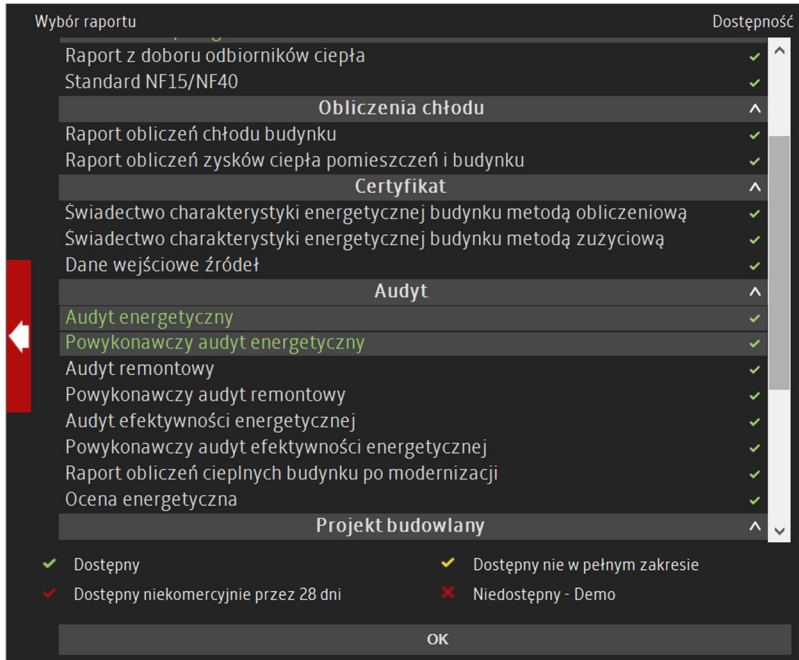 Wybór raportu Dostępność
Raport z doboru odbiorników ciepła
Standard NF15/NF40
Obliczenia chłodu
Raport obliczeń chłodu budynku
Raport obliczeń zysków ciepła pomieszczeń i budynku
Certyfikat
Świadectwo charakterystyki energetycznej budynku metodą obliczeniową
Świadectwo charakterystyki energetycznej budynku metodą zużyciową
Dane wejściowe źródeł
Audyt
Audyt energetyczny
Powykonawczy audyt energetyczny
Audyt remontowy
Powykonawczy audyt remontowy
Audyt efektywności energetycznej
Powykonawczy audyt efektywności energetycznej
Raport obliczeń cieplnych budynku po modernizacji
Ocena energetyczna
Projekt budowlany
Dostępny Dostępny nie w pełnym zakresie
Dostępny niekomercyjnie przez 28 dni Niedostępny - Demo
OK